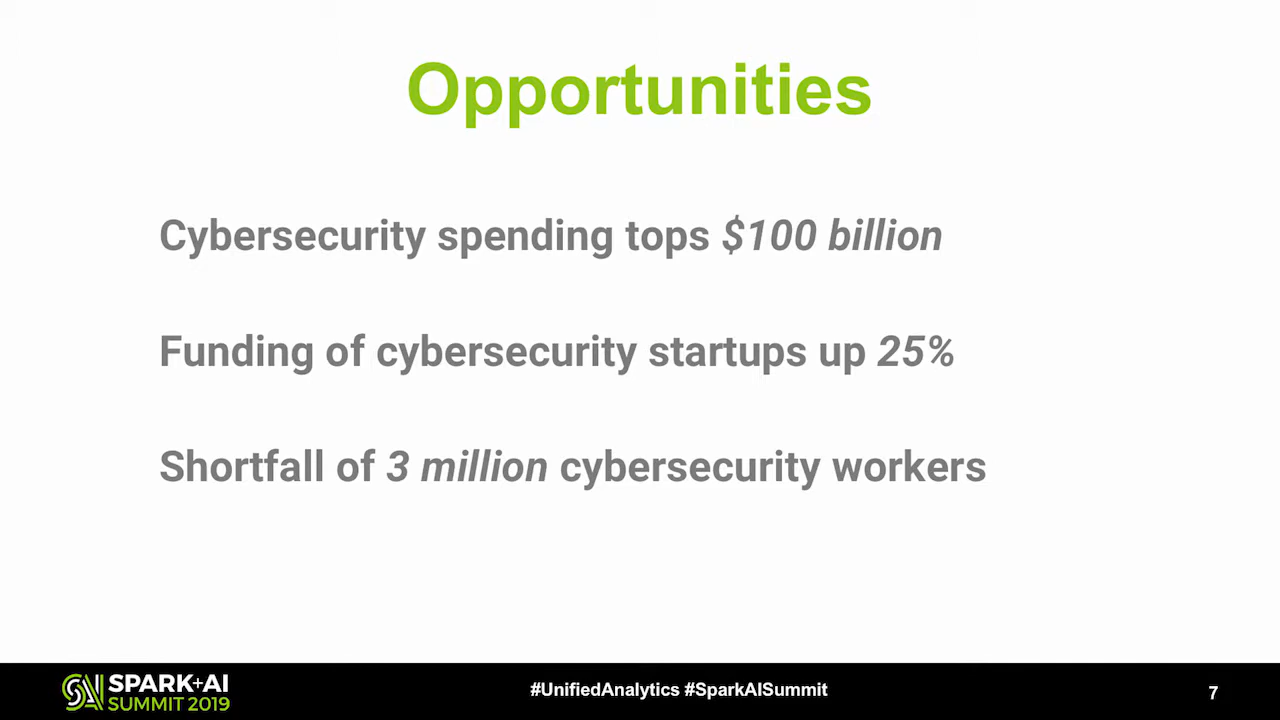 Opportunities
Cybersecurity spending tops $100 billion
Funding of cybersecurity startups up 25%
Shortfall of 3 million cybersecurity workers
SPARK+AI
SUMMIT 2019
#UnifiedAnalytics #SparkAISummit
7